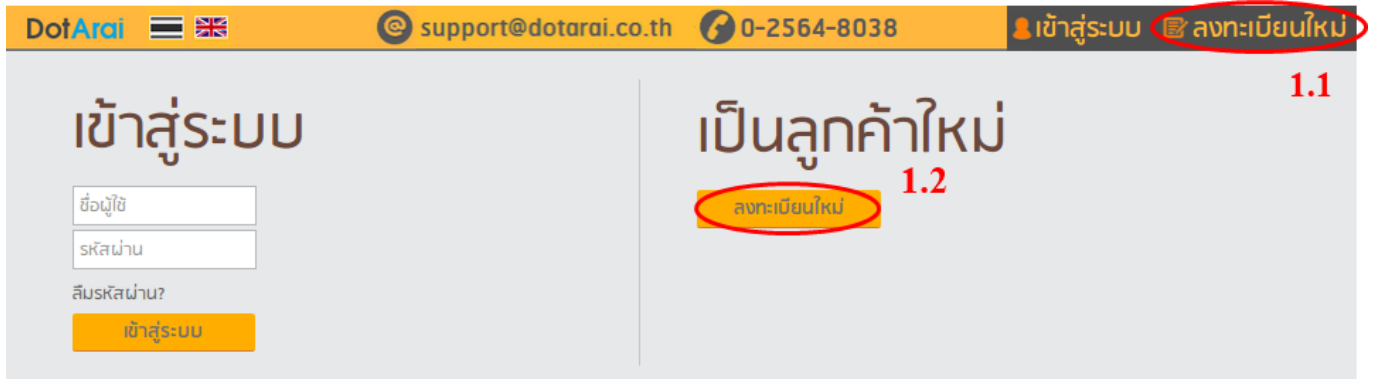 DotArai support@dotarai.co.th 0-2564-8038 เข้าสู่ระบบ ลงทะเบียนใหม่
1.1
เข้าสู่ระบบ
ชื่อผู้ใช้
รหัสผ่าน
ลืมรหัสผ่าน?
เข้าสู่ระบบ
เป็นลูกค้าใหม่
1.2
ลงทะเบียนใหม่